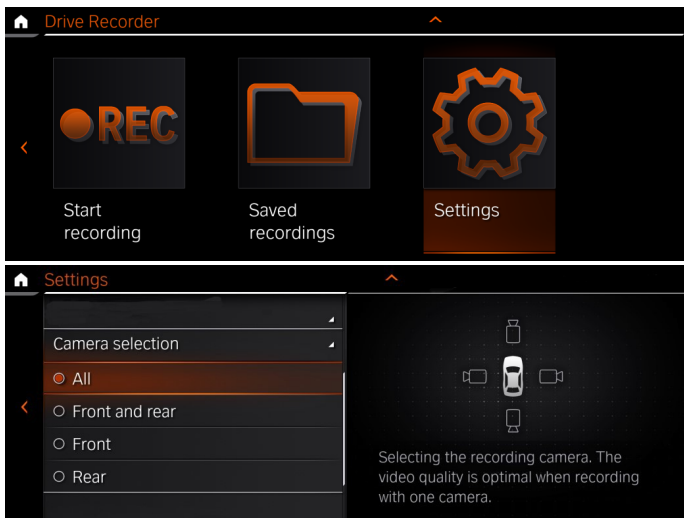 Drive Recorder
REC
Start
recording
Saved
recordings
Settings
Settings
Camera selection
All
Front and rear
Front
Rear
Selecting the recording camera. The
video quality is optimal when recording
with one camera.